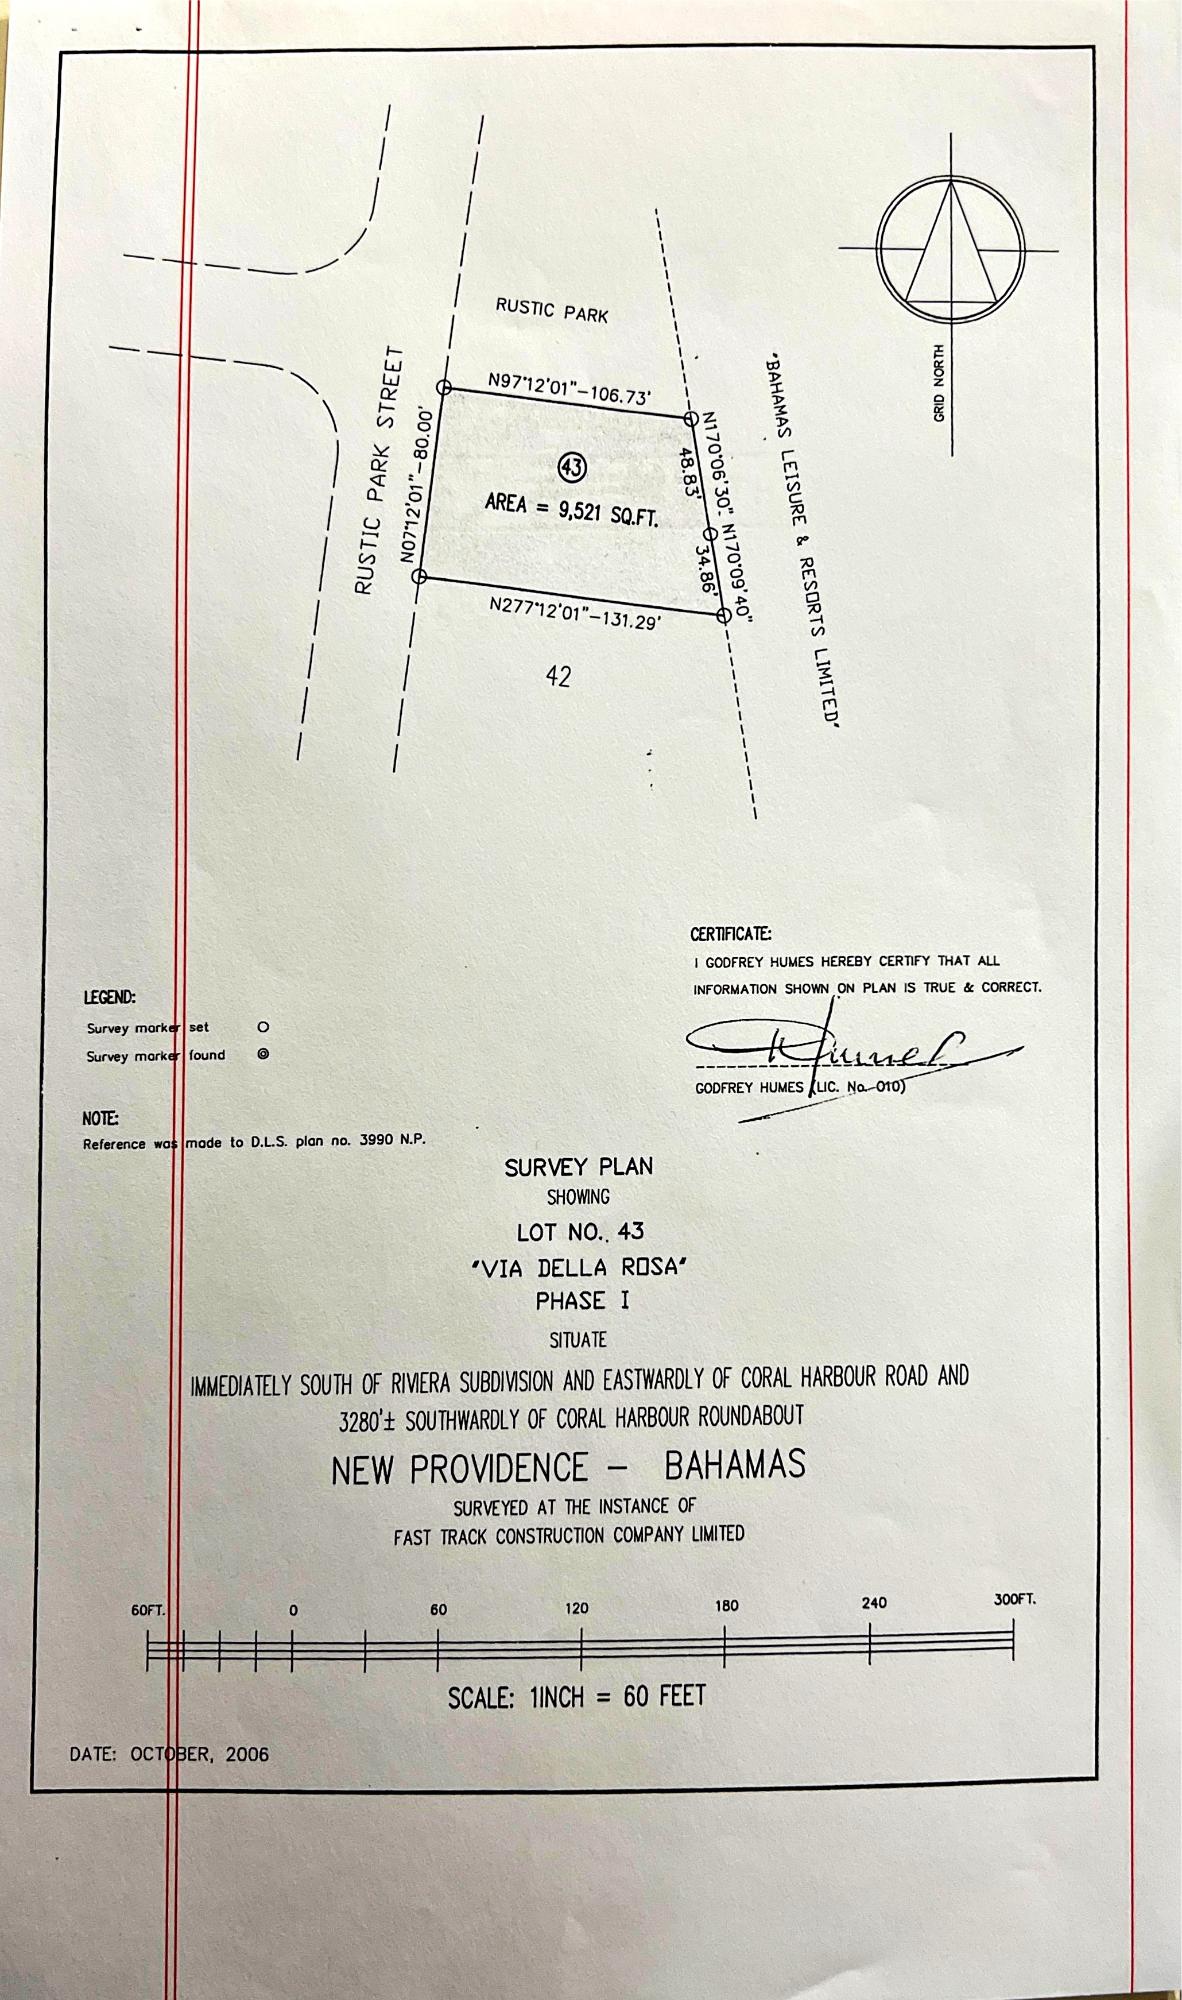 RUSTIC PARK
GRID NORTH
RUSTIC PARK STREET
"BAHAMAS LEISURE & RESORTS LIMITED"
N97°12'01"-106.73'
N07°12'01"-80.00'
N170°06'30"
48.83'
43
AREA = 9,521 SQ.FT.
N170°09'40"
34.86'
N277°12'01"-131.29'
42
CERTIFICATE:
I GODFREY HUMES HEREBY CERTIFY THAT ALL
INFORMATION SHOWN ON PLAN IS TRUE & CORRECT.
GODFREY HUMES (LIC. No. 010)
LEGEND:
Survey marker set
Survey marker found
NOTE:
Reference was made to D.L.S. plan no. 3990 N.P.
SURVEY PLAN
SHOWING
LOT NO. 43
"VIA DELLA ROSA"
PHASE I
SITUATE
IMMEDIATELY SOUTH OF RIVIERA SUBDIVISION AND EASTWARDLY OF CORAL HARBOUR ROAD AND
3280'± SOUTHWARDLY OF CORAL HARBOUR ROUNDABOUT
NEW PROVIDENCE - BAHAMAS
SURVEYED AT THE INSTANCE OF
FAST TRACK CONSTRUCTION COMPANY LIMITED
60FT. 0 60 120 180 240 300FT.
SCALE: 1INCH = 60 FEET
DATE: OCTOBER, 2006